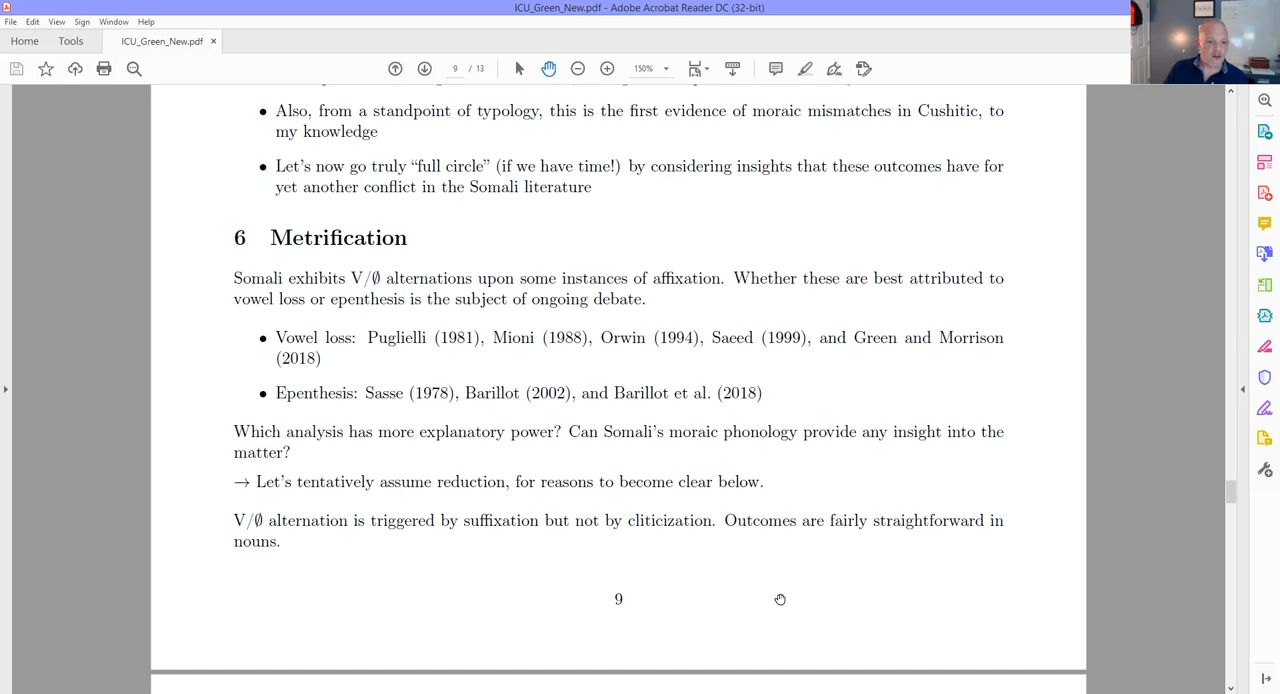 ICU_Green_New.pdf - Adobe Acrobat Reader DC (32-bit)
File Edit View Sign Window Help
Home Tools ICU_Green_New.pdf ×
9 / 13 150%
• Also, from a standpoint of typology, this is the first evidence of moraic mismatches in Cushitic, to
my knowledge
• Let's now go truly “full circle” (if we have time!) by considering insights that these outcomes have for
yet another conflict in the Somali literature
6 Metrification
Somali exhibits V/∅ alternations upon some instances of affixation. Whether these are best attributed to
vowel loss or epenthesis is the subject of ongoing debate.
• Vowel loss: Puglielli (1981), Mioni (1988), Orwin (1994), Saeed (1999), and Green and Morrison
(2018)
• Epenthesis: Sasse (1978), Barillot (2002), and Barillot et al. (2018)
Which analysis has more explanatory power? Can Somali's moraic phonology provide any insight into the
matter?
→ Let's tentatively assume reduction, for reasons to become clear below.
V/∅ alternation is triggered by suffixation but not by cliticization. Outcomes are fairly straightforward in
nouns.
9